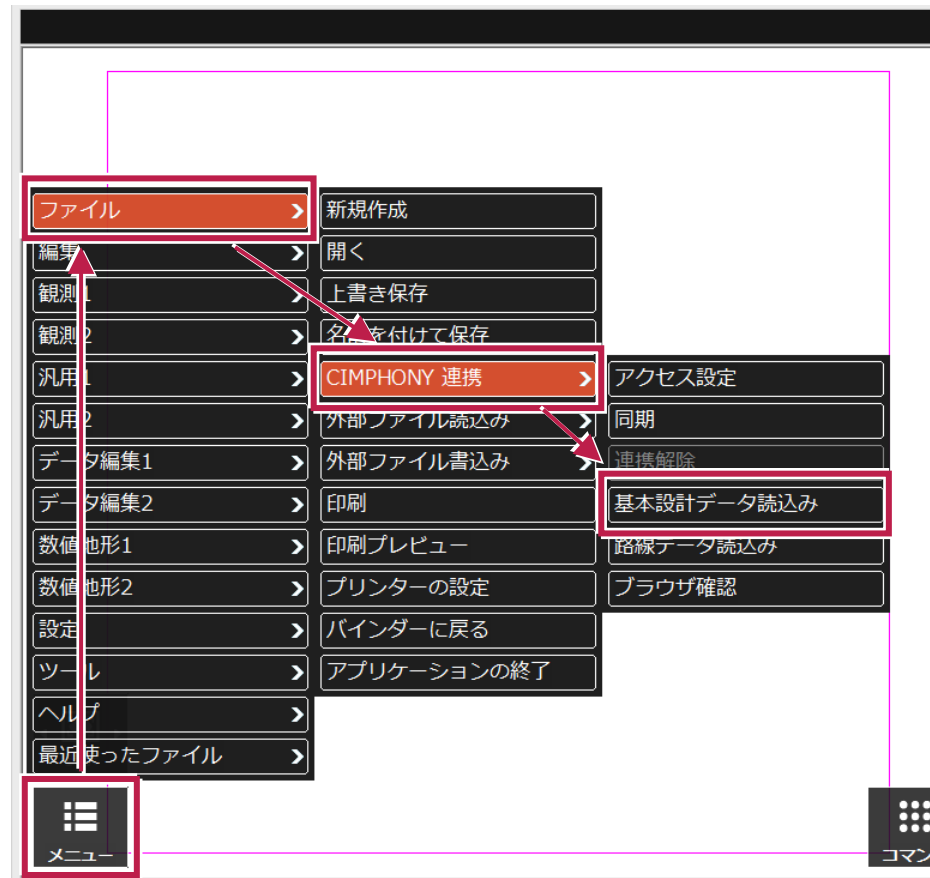 ファイル
編集
観測1
観測2
汎用1
汎用2
データ編集1
データ編集2
数値地形1
数値地形2
設定
ツール
ヘルプ
最近使ったファイル
新規作成
開く
上書き保存
名前を付けて保存
CIMPHONY 連携
外部ファイル読込み
外部ファイル書込み
印刷
印刷プレビュー
プリンターの設定
バインダーに戻る
アプリケーションの終了
アクセス設定
同期
連携解除
基本設計データ読込み
路線データ読込み
ブラウザ確認
メニュー
コマン